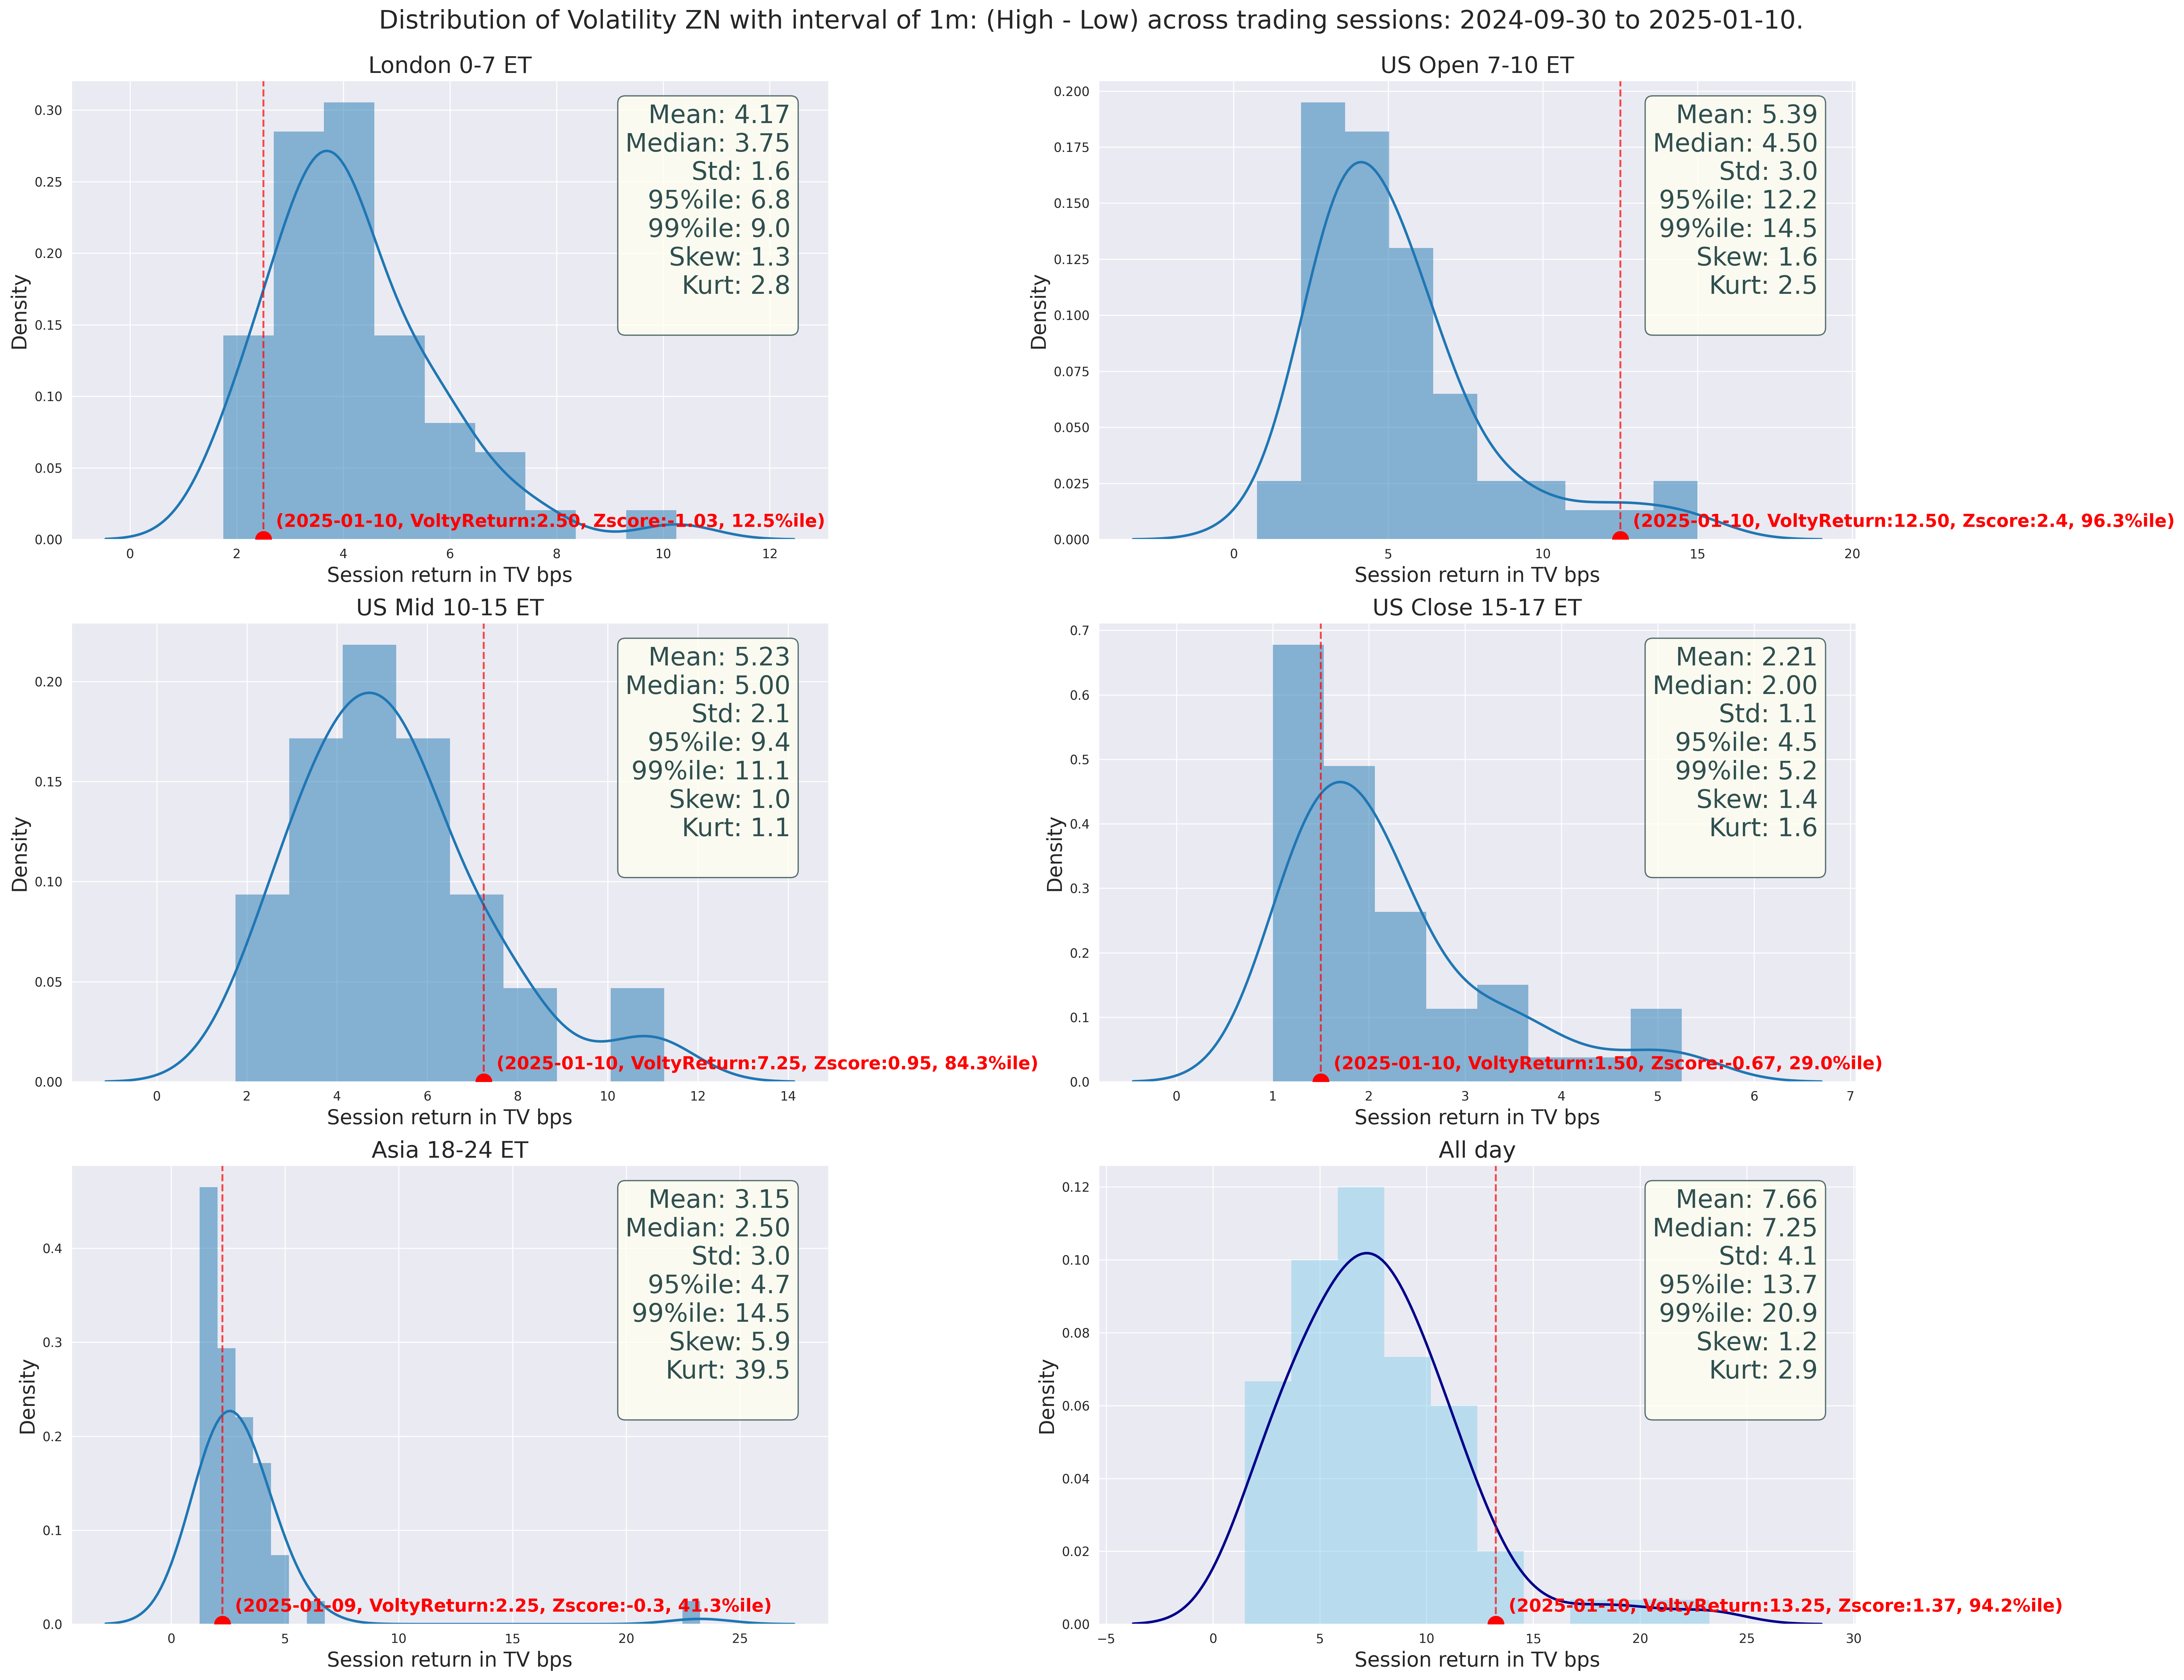 Distribution of Volatility ZN with interval of 1m: (High - Low) across trading sessions: 2024-09-30 to 2025-01-10.
London 0-7 ET
Density
0.30
0.25
0.20
0.15
0.10
0.05
0.00
Mean: 4.17
Median: 3.75
Std: 1.6
95%ile: 6.8
99%ile: 9.0
Skew: 1.3
Kurt: 2.8
(2025-01-10, VoltyReturn:2.50, Zscore:-1.03, 12.5%ile)
0 2 4 6 8 10 12
Session return in TV bps
US Open 7-10 ET
Density
0.200
0.175
0.150
0.125
0.100
0.075
0.050
0.025
0.000
Mean: 5.39
Median: 4.50
Std: 3.0
95%ile: 12.2
99%ile: 14.5
Skew: 1.6
Kurt: 2.5
(2025-01-10, VoltyReturn:12.50, Zscore:2.4, 96.3%ile)
0 5 10 15 20
Session return in TV bps
US Mid 10-15 ET
Density
0.20
0.15
0.10
0.05
0.00
Mean: 5.23
Median: 5.00
Std: 2.1
95%ile: 9.4
99%ile: 11.1
Skew: 1.0
Kurt: 1.1
(2025-01-10, VoltyReturn:7.25, Zscore:0.95, 84.3%ile)
0 2 4 6 8 10 12 14
Session return in TV bps
US Close 15-17 ET
Density
0.7
0.6
0.5
0.4
0.3
0.2
0.1
0.0
Mean: 2.21
Median: 2.00
Std: 1.1
95%ile: 4.5
99%ile: 5.2
Skew: 1.4
Kurt: 1.6
(2025-01-10, VoltyReturn:1.50, Zscore:-0.67, 29.0%ile)
0 1 2 3 4 5 6 7
Session return in TV bps
Asia 18-24 ET
Density
0.4
0.3
0.2
0.1
0.0
Mean: 3.15
Median: 2.50
Std: 3.0
95%ile: 4.7
99%ile: 14.5
Skew: 5.9
Kurt: 39.5
(2025-01-09, VoltyReturn:2.25, Zscore:-0.3, 41.3%ile)
0 5 10 15 20 25
Session return in TV bps
All day
Density
0.12
0.10
0.08
0.06
0.04
0.02
0.00
Mean: 7.66
Median: 7.25
Std: 4.1
95%ile: 13.7
99%ile: 20.9
Skew: 1.2
Kurt: 2.9
(2025-01-10, VoltyReturn:13.25, Zscore:1.37, 94.2%ile)
−5 0 5 10 15 20 25 30
Session return in TV bps